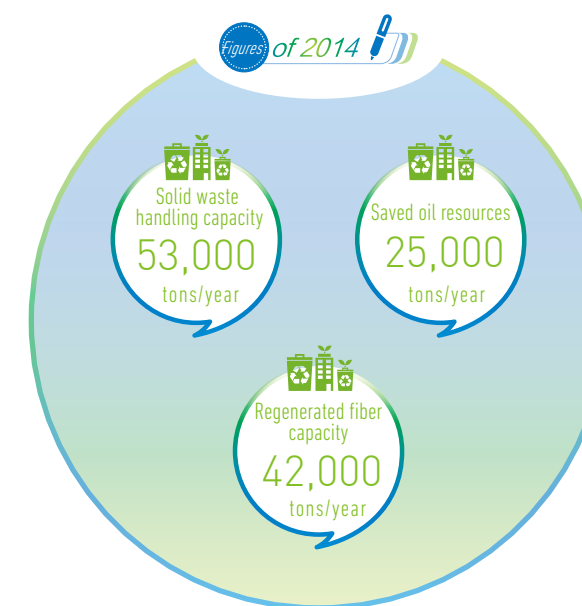 Figures of 2014
Solid waste
handling capacity
53,000
tons/year
Saved oil resources
25,000
tons/year
Regenerated fiber
capacity
42,000
tons/year